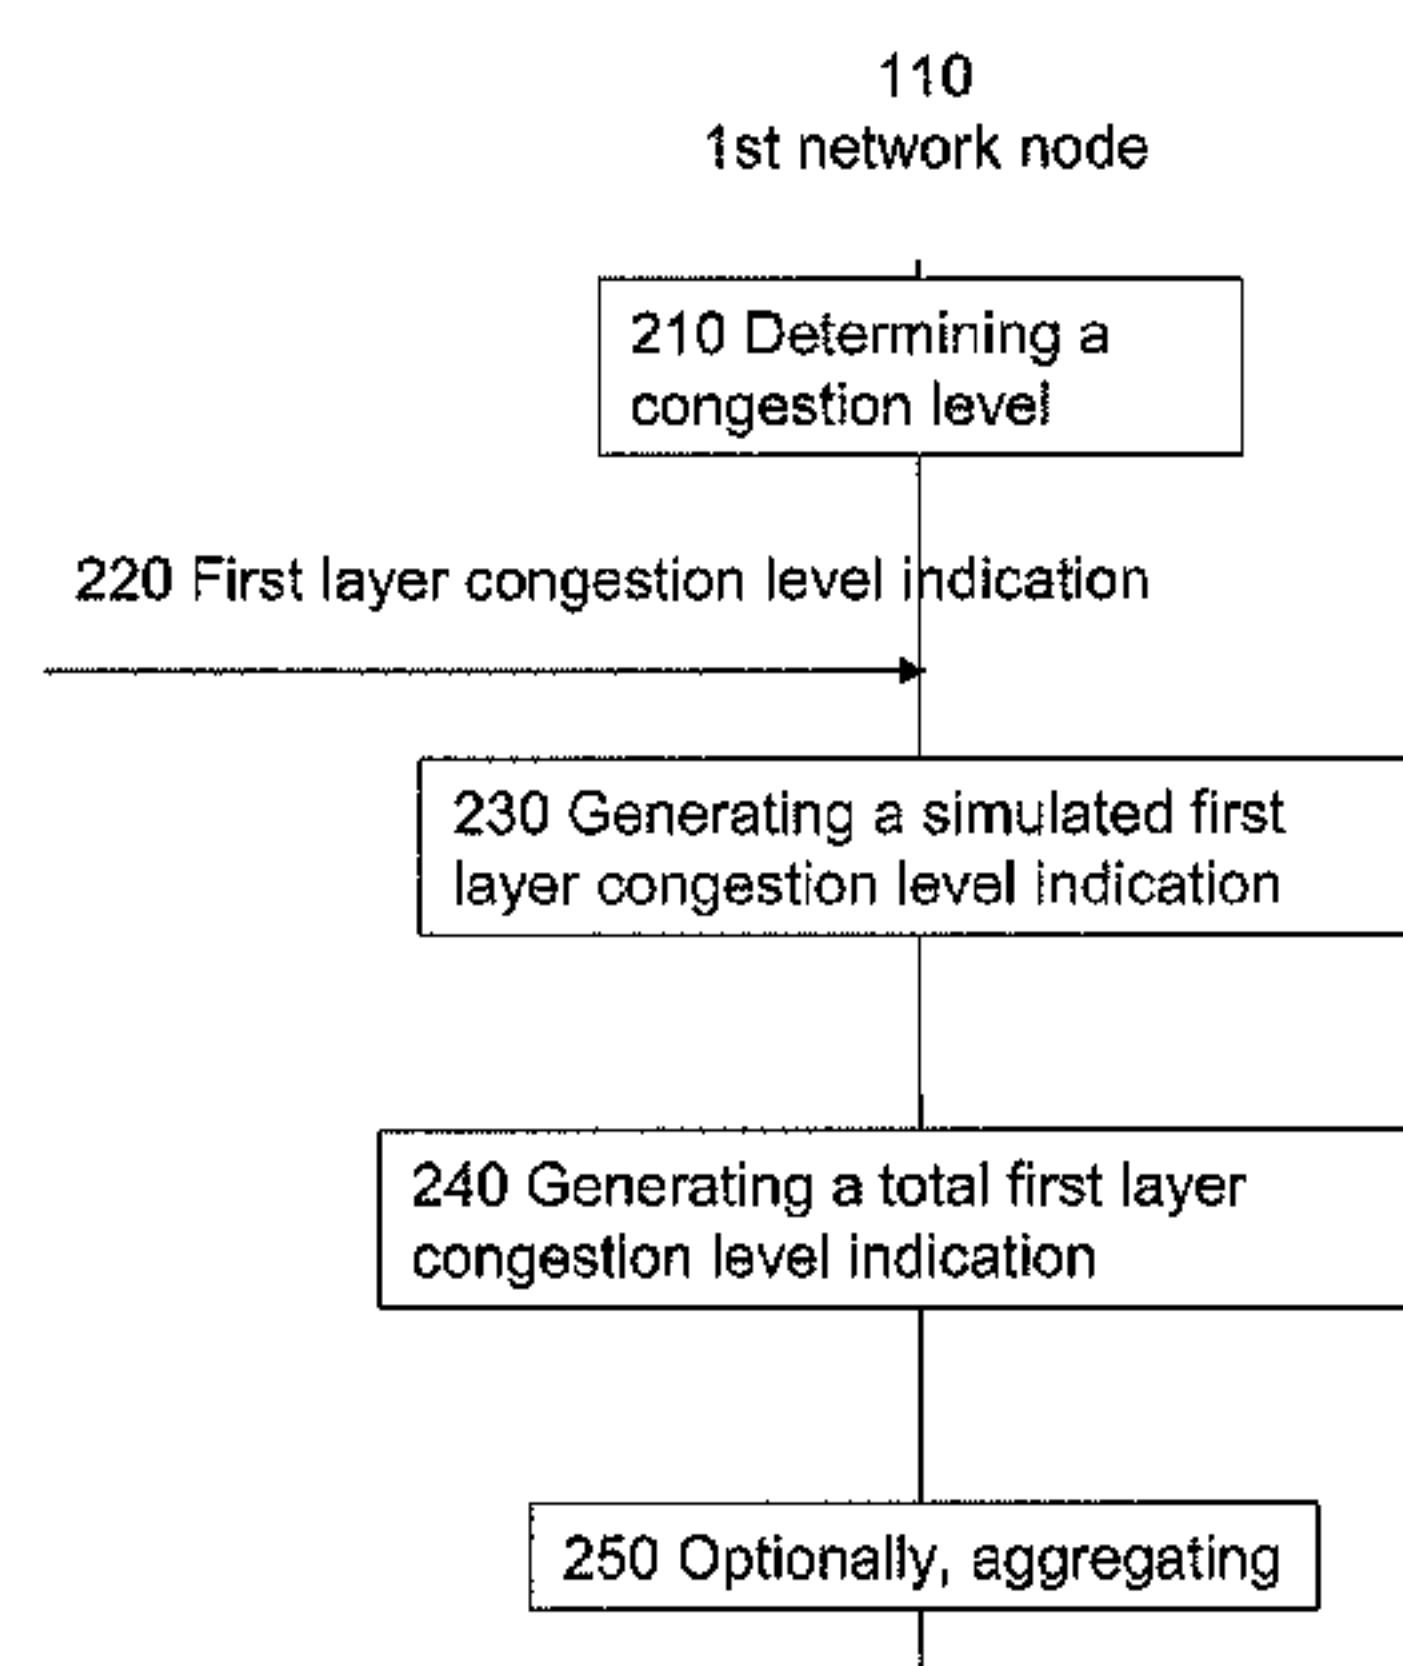 110
1st network node
210 Determining a
congestion level
220 First layer congestion level indication
230 Generating a simulated first
layer congestion level indication
240 Generating a total first layer
congestion level indication
250 Optionally, aggregating